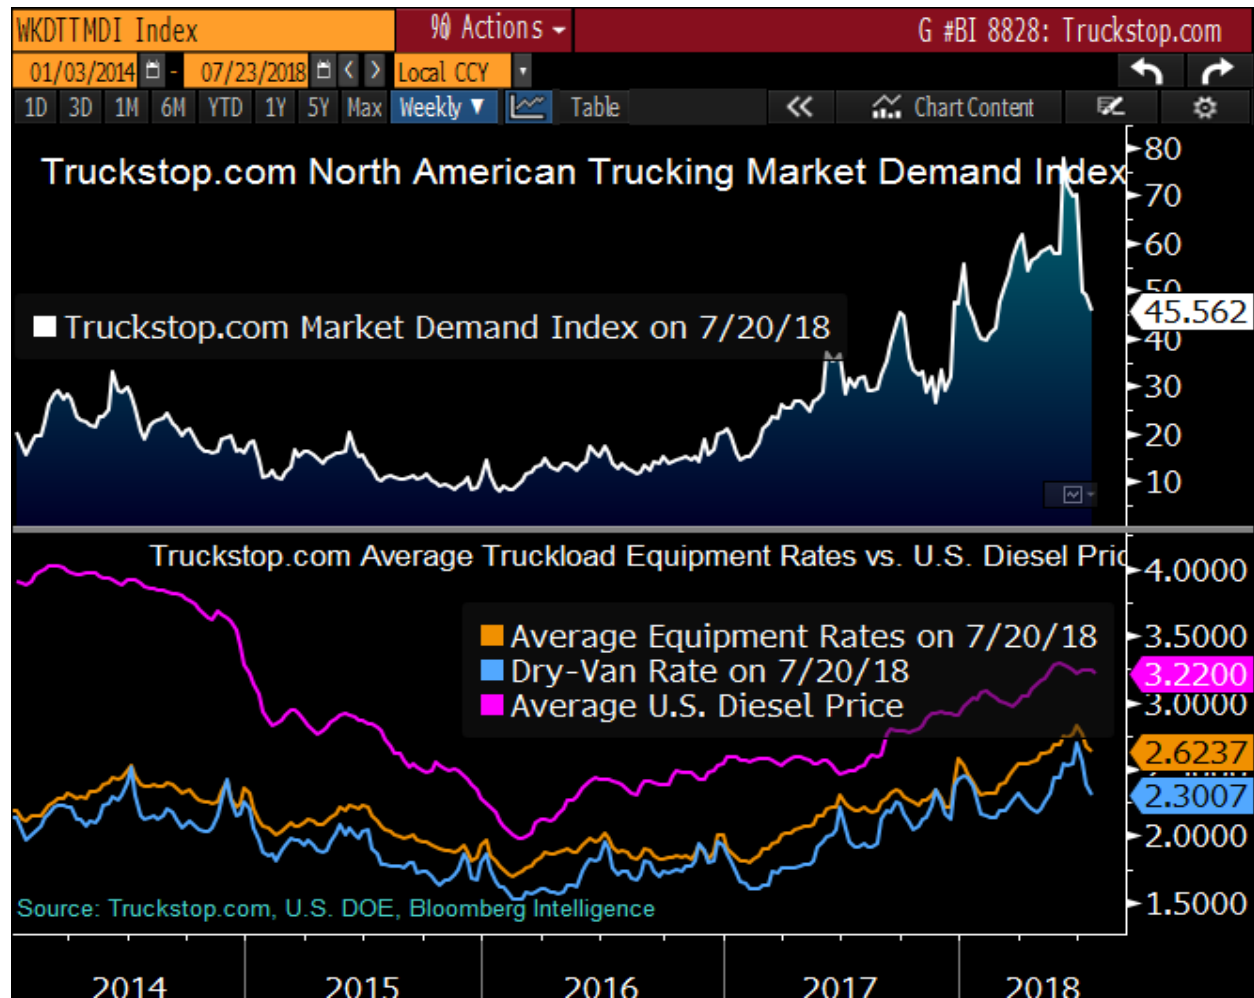 WKDTTMDI Index 90 Actions G #BI 8828: Truckstop.com
01/03/2014 - 07/23/2018 Local CCY
1D 3D 1M 6M YTD 1Y 5Y Max Weekly Table Chart Content
Truckstop.com North American Trucking Market Demand Index
80
70
60
50
Truckstop.com Market Demand Index on 7/20/18
45.562
40
30
20
10
Truckstop.com Average Truckload Equipment Rates vs. U.S. Diesel Pric
4.0000
Average Equipment Rates on 7/20/18
3.5000
Dry-Van Rate on 7/20/18
3.2200
Average U.S. Diesel Price
3.0000
2.6237
2.3007
2.0000
1.5000
Source: Truckstop.com, U.S. DOE, Bloomberg Intelligence
2014 2015 2016 2017 2018